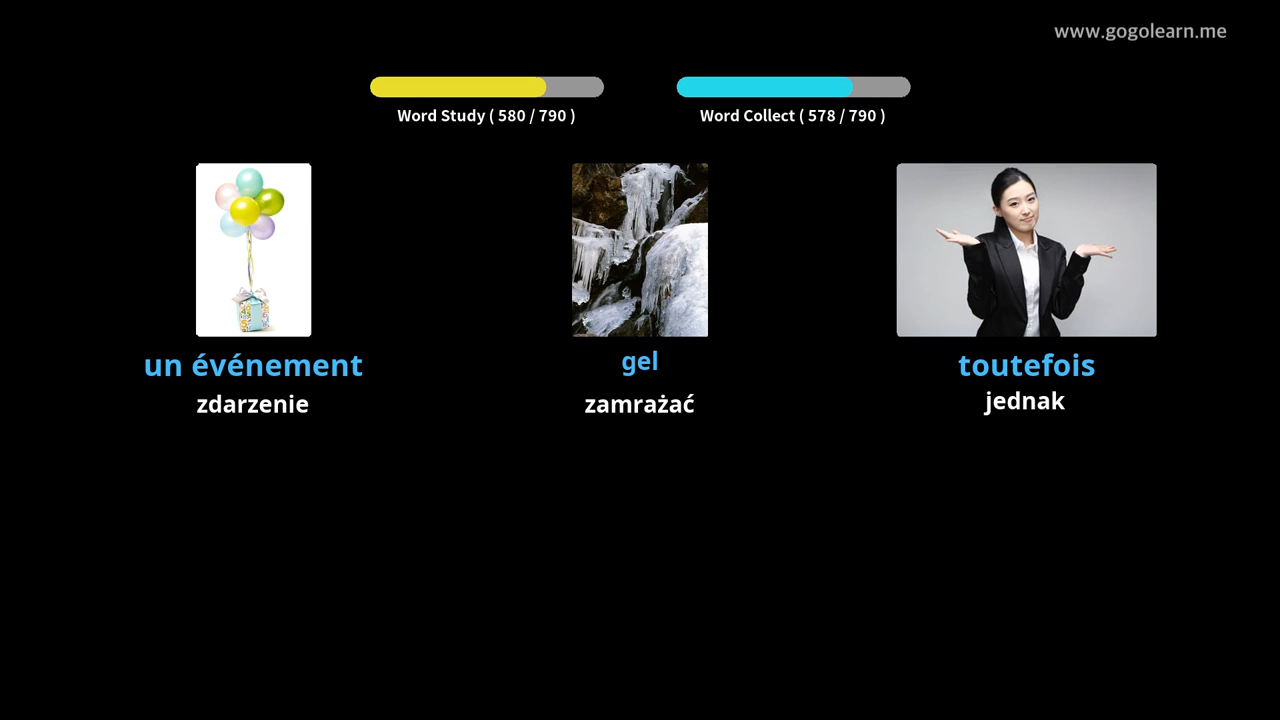 www.gogolearn.me
Word Study ( 580 / 790 )
Word Collect ( 578 / 790 )
un événement
zdarzenie
gel
zamrażać
toutefois
jednak